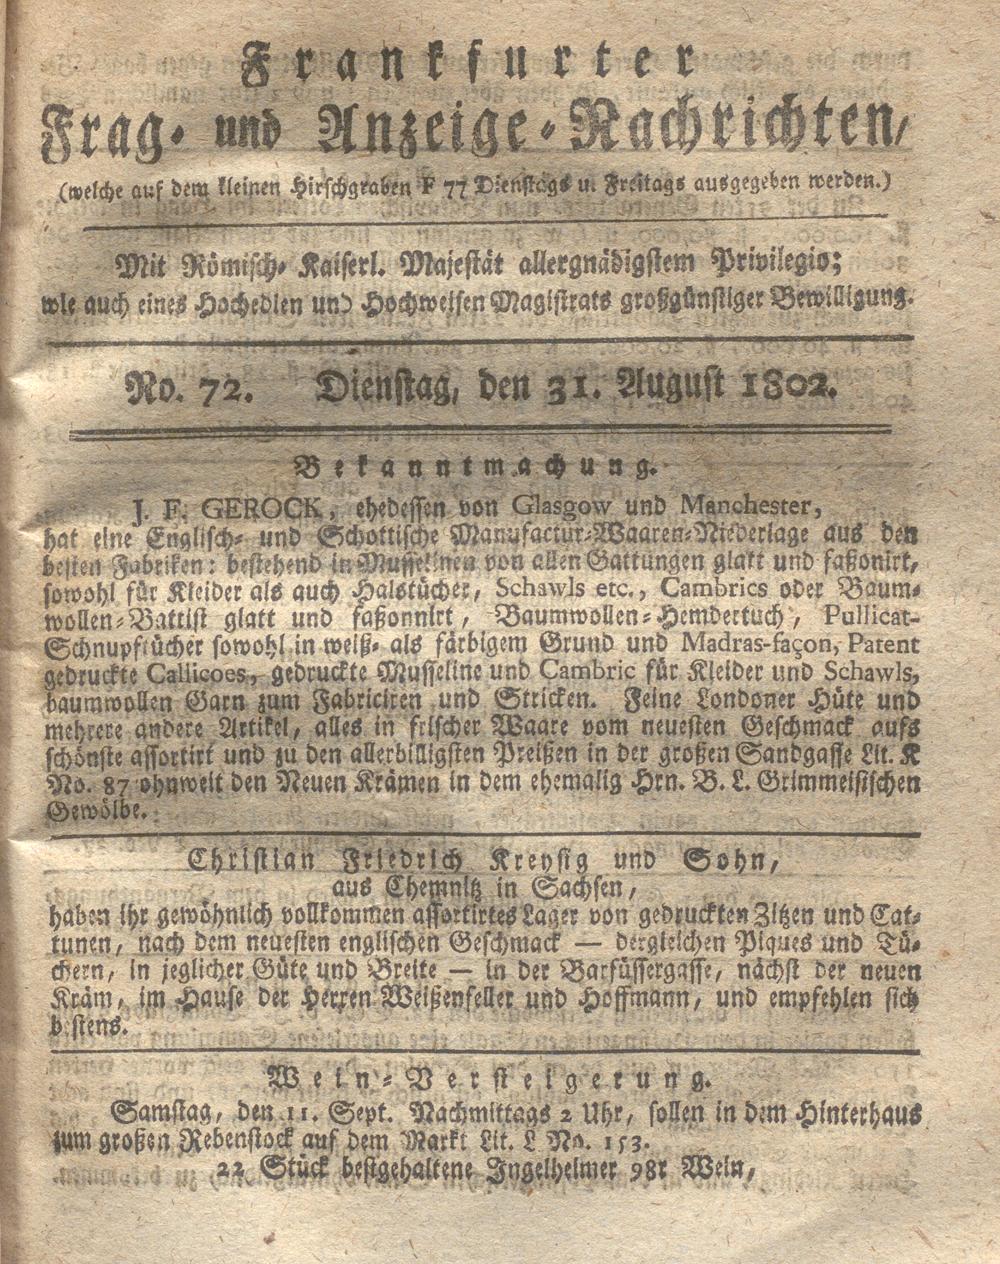 Frankfurter
Frag- und Anzeige-Nachrichten,
(welche auf dem kleinen Hirschgraben F 77 Dienstags u. Freitags ausgegeben werden.)
Mit Römisch- Kaiserl. Majestät allergnädigstem Privilegio;
wie auch eines Hochedlen und Hochweisen Magistrats großgünstiger Bewilligung.
No. 72. Dienstag, den 31. August 1802.
Bekanntmachung.
J. F. GEROCK, ehedessen von Glasgow und Manchester,
hat eine Englisch- und Schottische Manufactur-Waaren-Niederlage aus den
besten Fabriken: bestehend in Musselinen von allen Gattungen glatt und faßonirt,
sowohl für Kleider als auch Halstücher, Schawls etc., Cambrics oder Baum-
wollen-Battist glatt und faßonnirt, Baumwollen-Hemdertuch, Pullicat-
Schnupftücher sowohl in weiß- als färbigem Grund und Madras-façon, Patent
gedruckte Callicoes, gedruckte Musseline und Cambric für Kleider und Schawls,
baumwollen Garn zum Fabriciren und Stricken. Feine Londoner Hüte und
mehrere andere Artikel, alles in frischer Waare vom neuesten Geschmack aufs
schönste assortirt und zu den allerbilligsten Preißen in der großen Sandgasse Lit. K
No. 87 ohnweit den Neuen Krämen in dem ehemalig Hrn. B. L. Grimmeisischen
Gewölbe.
Christian Friedrich Kreysig und Sohn,
aus Chemnitz in Sachsen,
haben ihr gewöhnlich vollkommen assortirtes Lager von gedruckten Zitzen und Cat-
tunen, nach dem neuesten englischen Geschmack — dergleichen Piques und Tü-
chern, in jeglicher Güte und Breite — in der Barfüssergasse, nächst der neuen
Kräm, im Hause der Herren Weißenfeller und Hoffmann, und empfehlen sich
bestens.
Wein-Versteigerung.
Samstag, den 11. Sept. Nachmittags 2 Uhr, sollen in dem Hinterhaus
zum großen Rebenstock auf dem Markt Lit. L No. 153.
22 Stück bestgehaltene Ingelheimer 98r Wein,